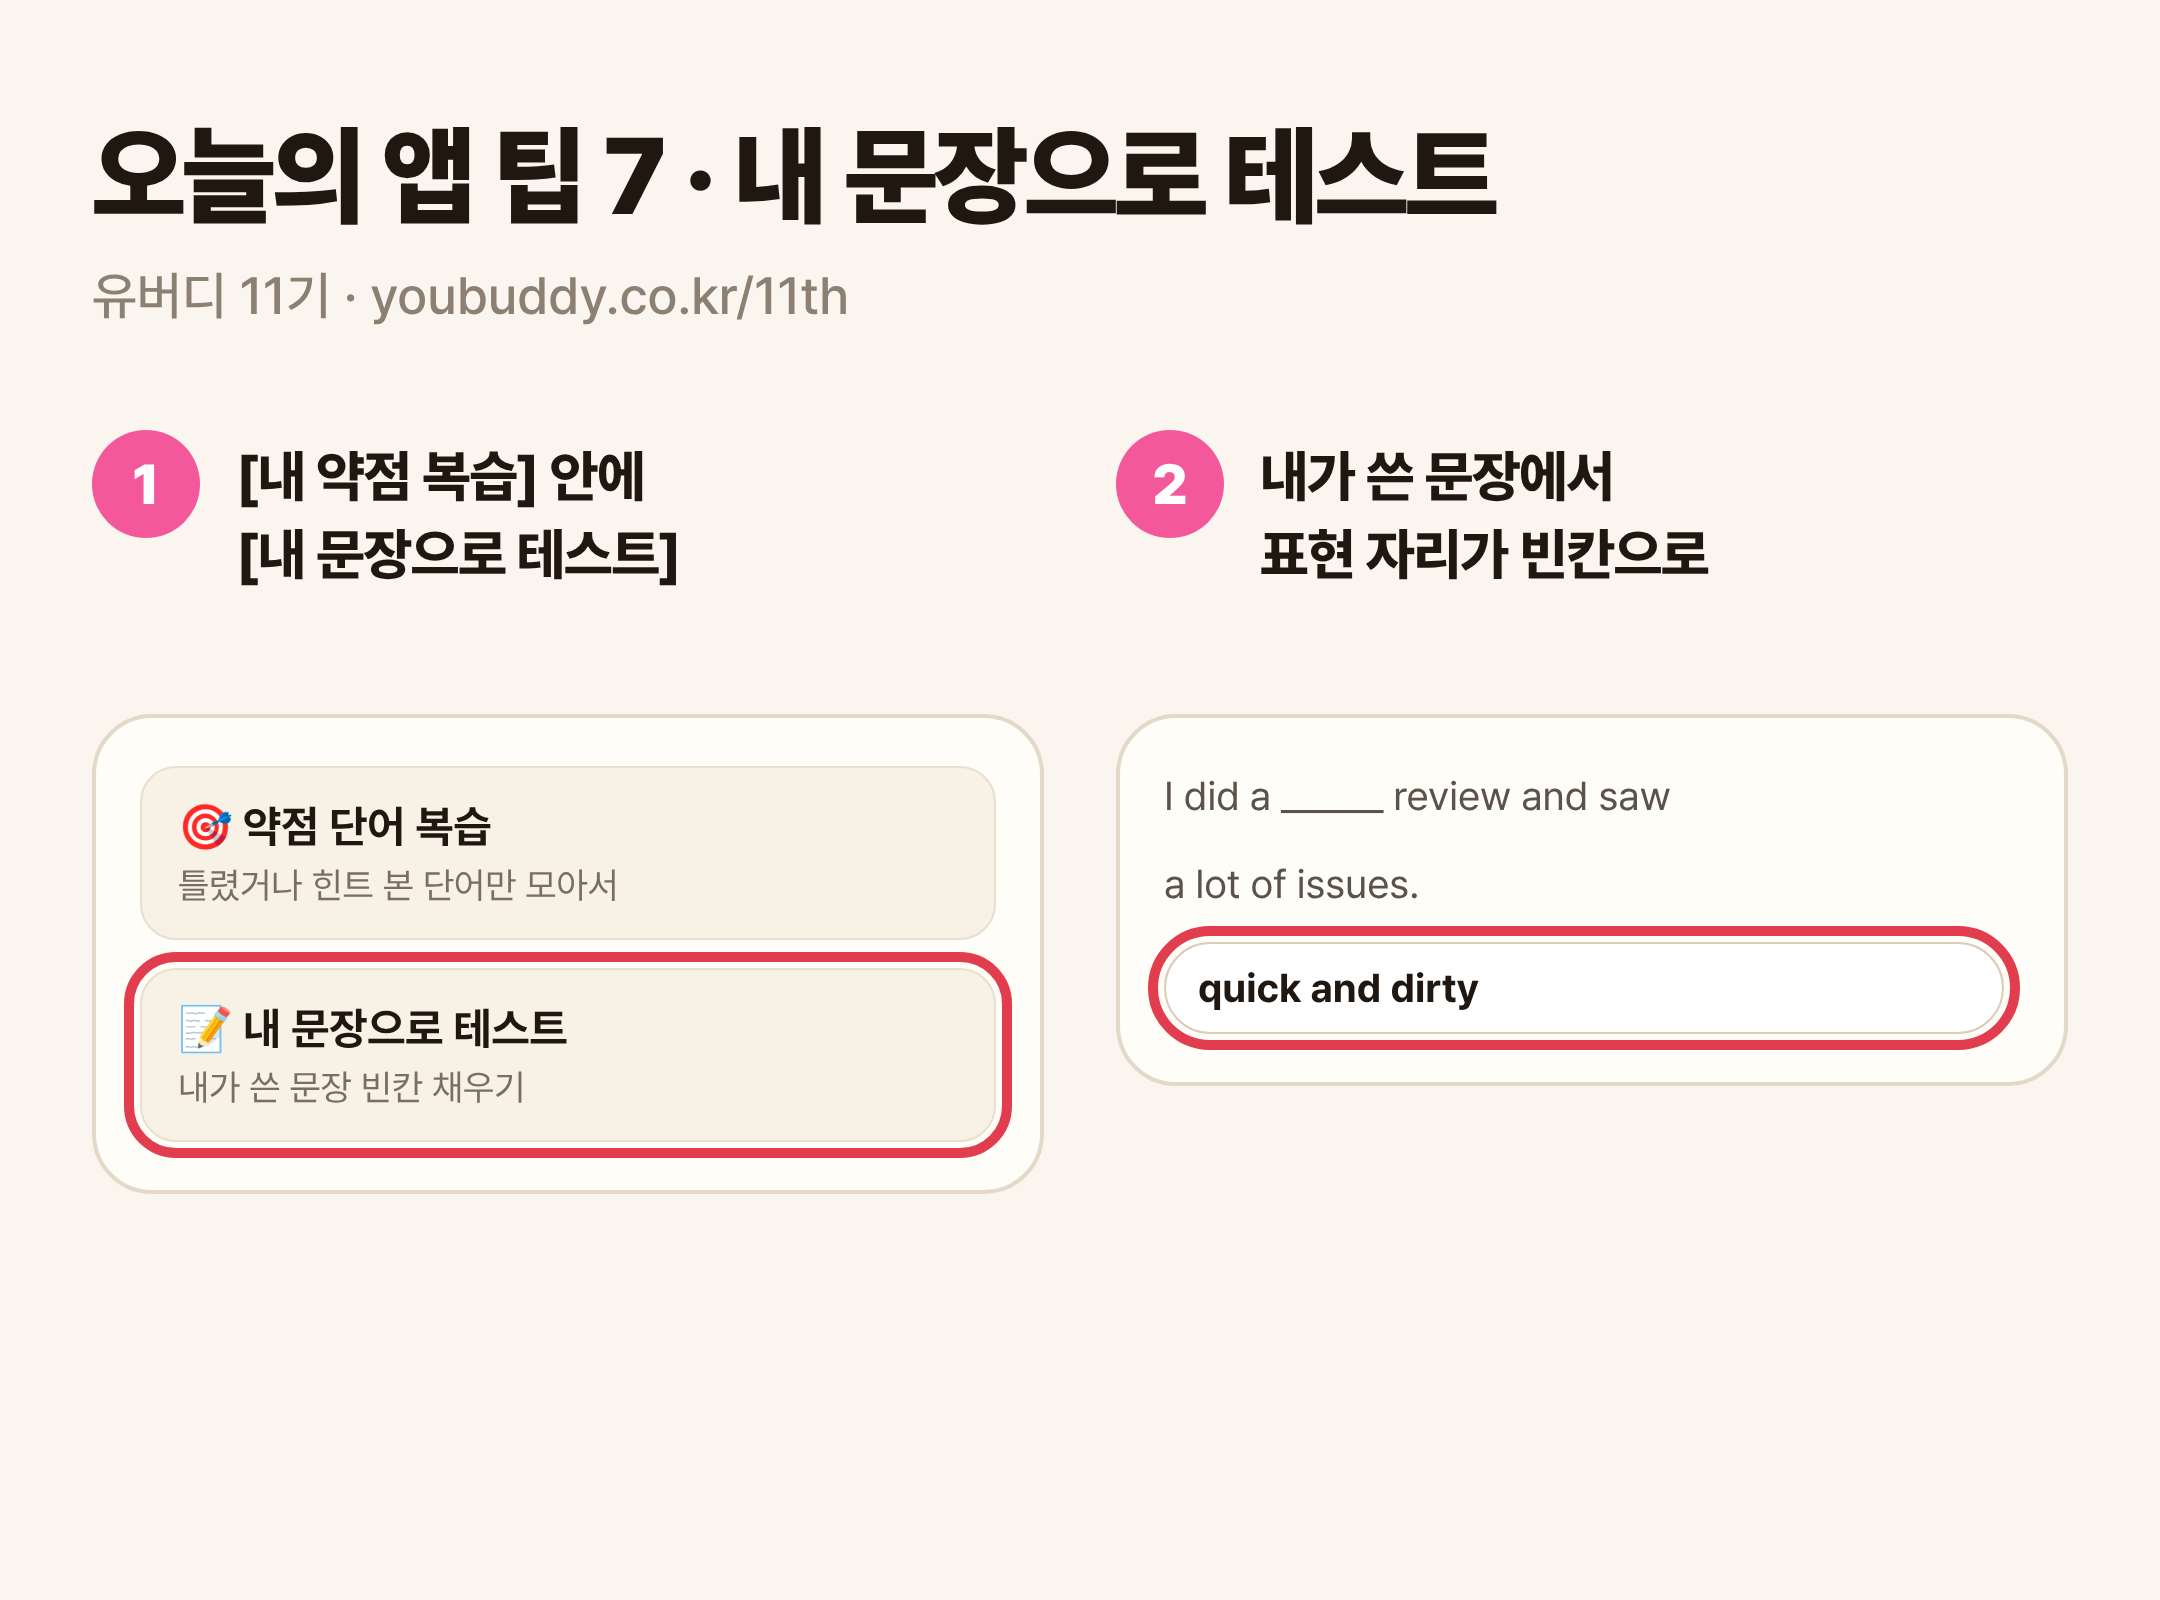 오늘의 앱 팁 7 · 내 문장으로 테스트
유버디 11기 · youbuddy.co.kr/11th
1
[내 약점 복습] 안에
[내 문장으로 테스트]
🎯 약점 단어 복습
틀렸거나 힌트 본 단어만 모아서
📝 내 문장으로 테스트
내가 쓴 문장 빈칸 채우기
2
내가 쓴 문장에서
표현 자리가 빈칸으로
I did a ______ review and saw
a lot of issues.
quick and dirty